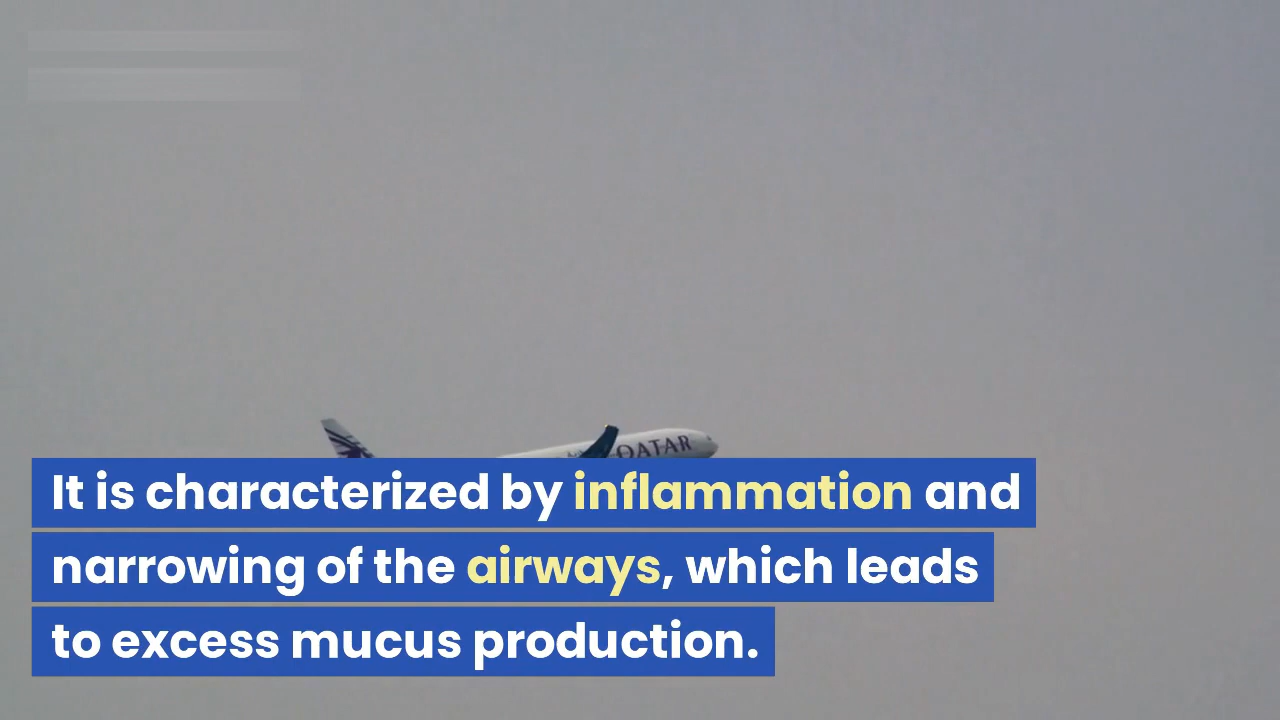 QATAR
It is characterized by inflammation and
narrowing of the airways, which leads
to excess mucus production.